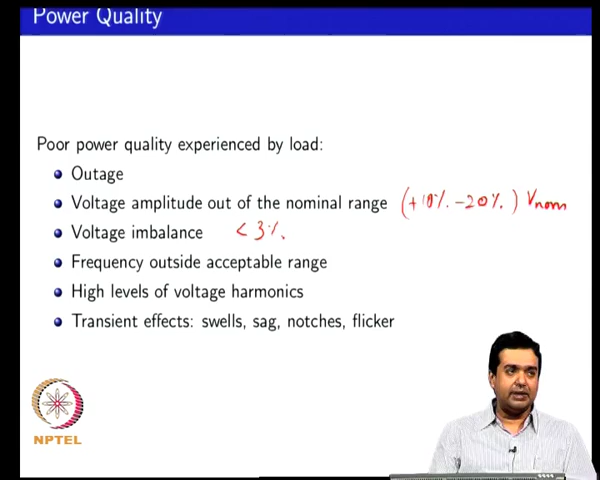 Power Quality
Poor power quality experienced by load:
Outage
Voltage amplitude out of the nominal range (+10% -20%) Vnom
Voltage imbalance < 3%
Frequency outside acceptable range
High levels of voltage harmonics
Transient effects: swells, sag, notches, flicker
NPTEL